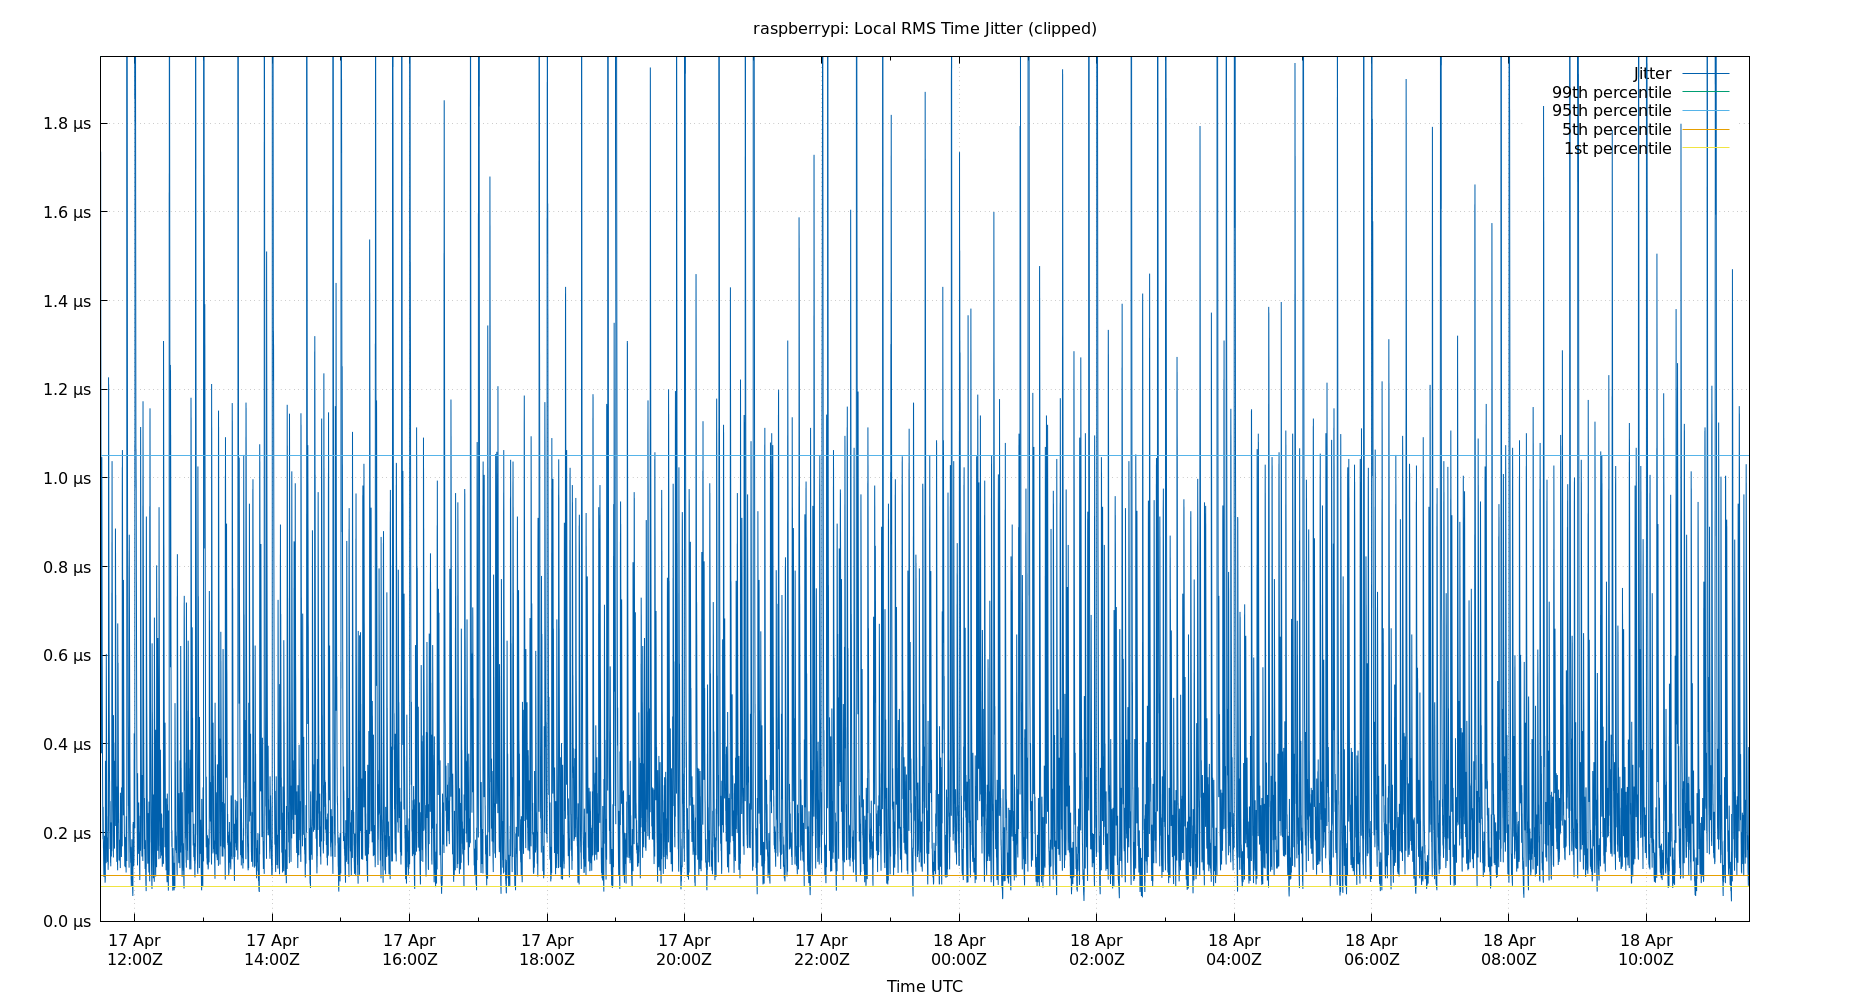 raspberrypi: Local RMS Time Jitter (clipped)
Jitter
99th percentile
95th percentile
5th percentile
1st percentile
1.8 µs
1.6 µs
1.4 µs
1.2 µs
1.0 µs
0.8 µs
0.6 µs
0.4 µs
0.2 µs
0.0 µs
17 Apr 17 Apr 17 Apr 17 Apr 17 Apr 17 Apr 18 Apr 18 Apr 18 Apr 18 Apr 18 Apr 18 Apr
12:00Z 14:00Z 16:00Z 18:00Z 20:00Z 22:00Z 00:00Z 02:00Z 04:00Z 06:00Z 08:00Z 10:00Z
Time UTC